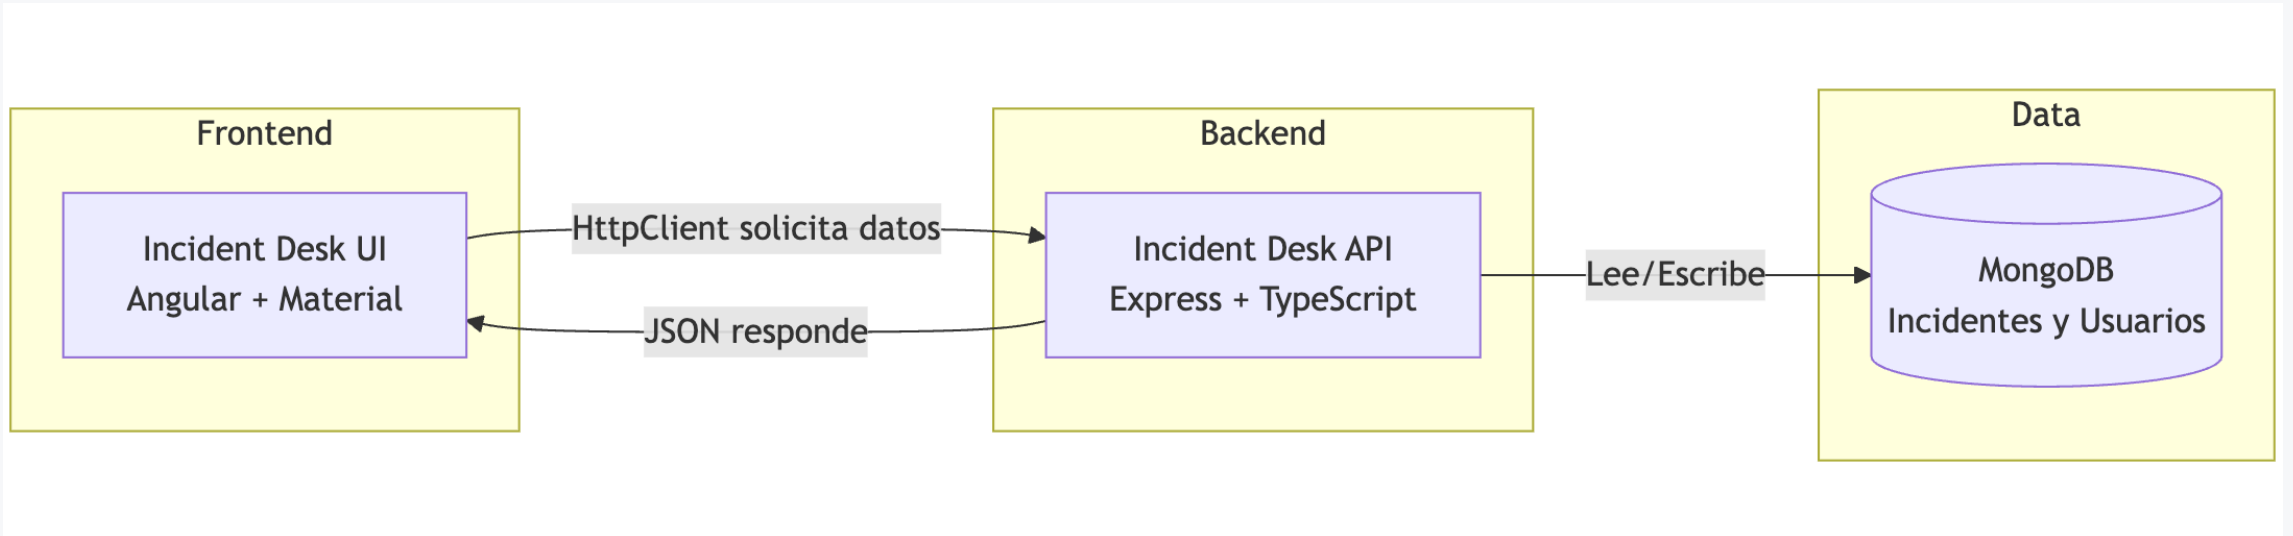 Frontend
Incident Desk UI
Angular + Material
HttpClient solicita datos
JSON responde
Backend
Incident Desk API
Express + TypeScript
Lee/Escribe
Data
MongoDB
Incidentes y Usuarios